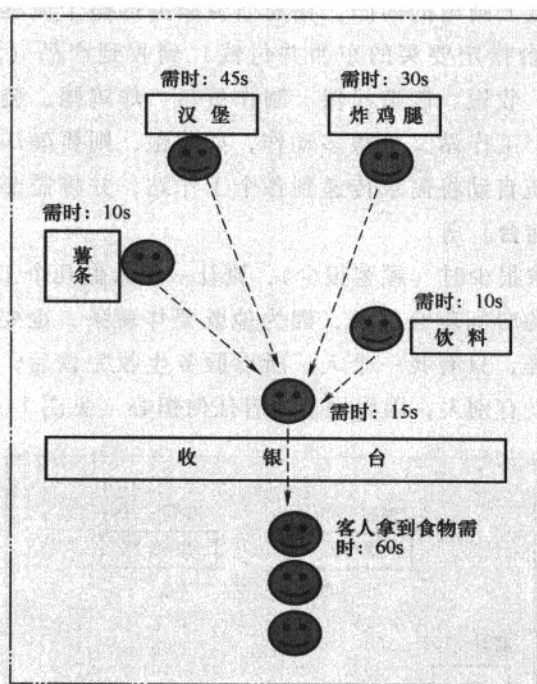 需时：45s
需时：30s
汉堡
炸鸡腿
需时：10s
薯
条
需时：10s
饮料
需时：15s
收银台
客人拿到食物需
时：60s